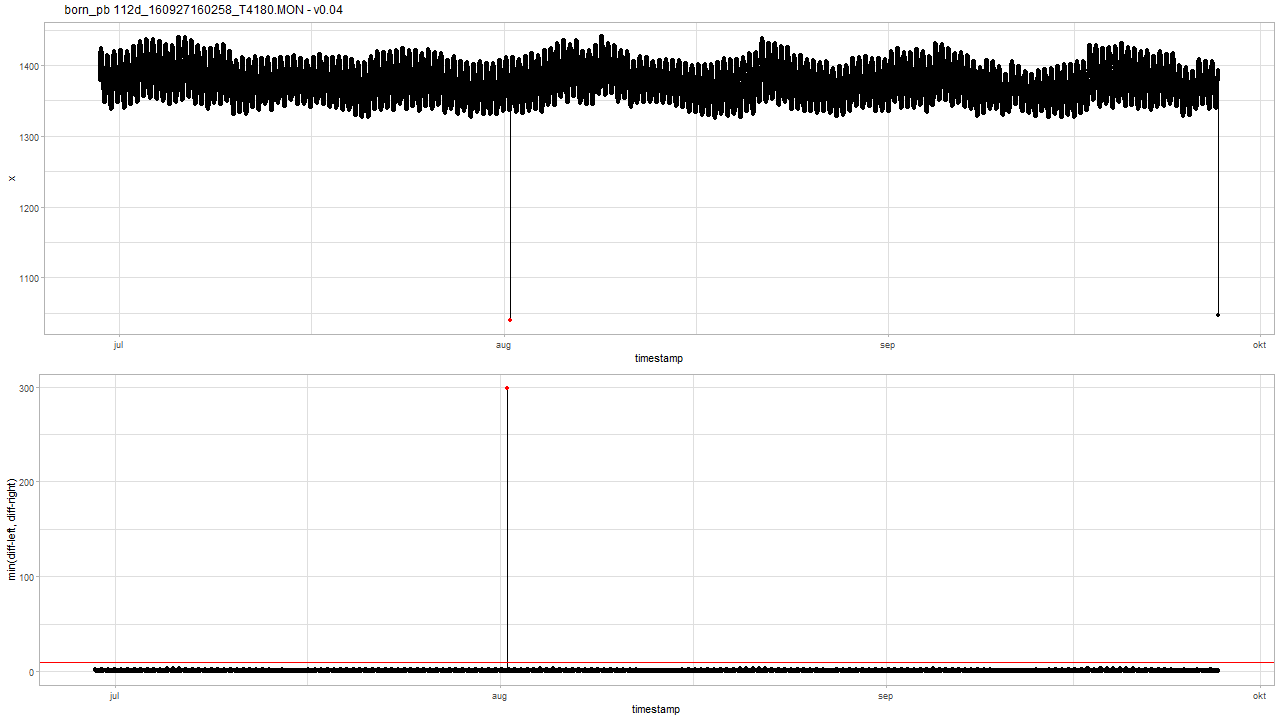 born_pb 112d_160927160258_T4180.MON - v0.04
x
1400
1300
1200
1100
jul
aug
sep
okt
timestamp
min(diff-left, diff-right)
300
200
100
0
jul
aug
sep
okt
timestamp